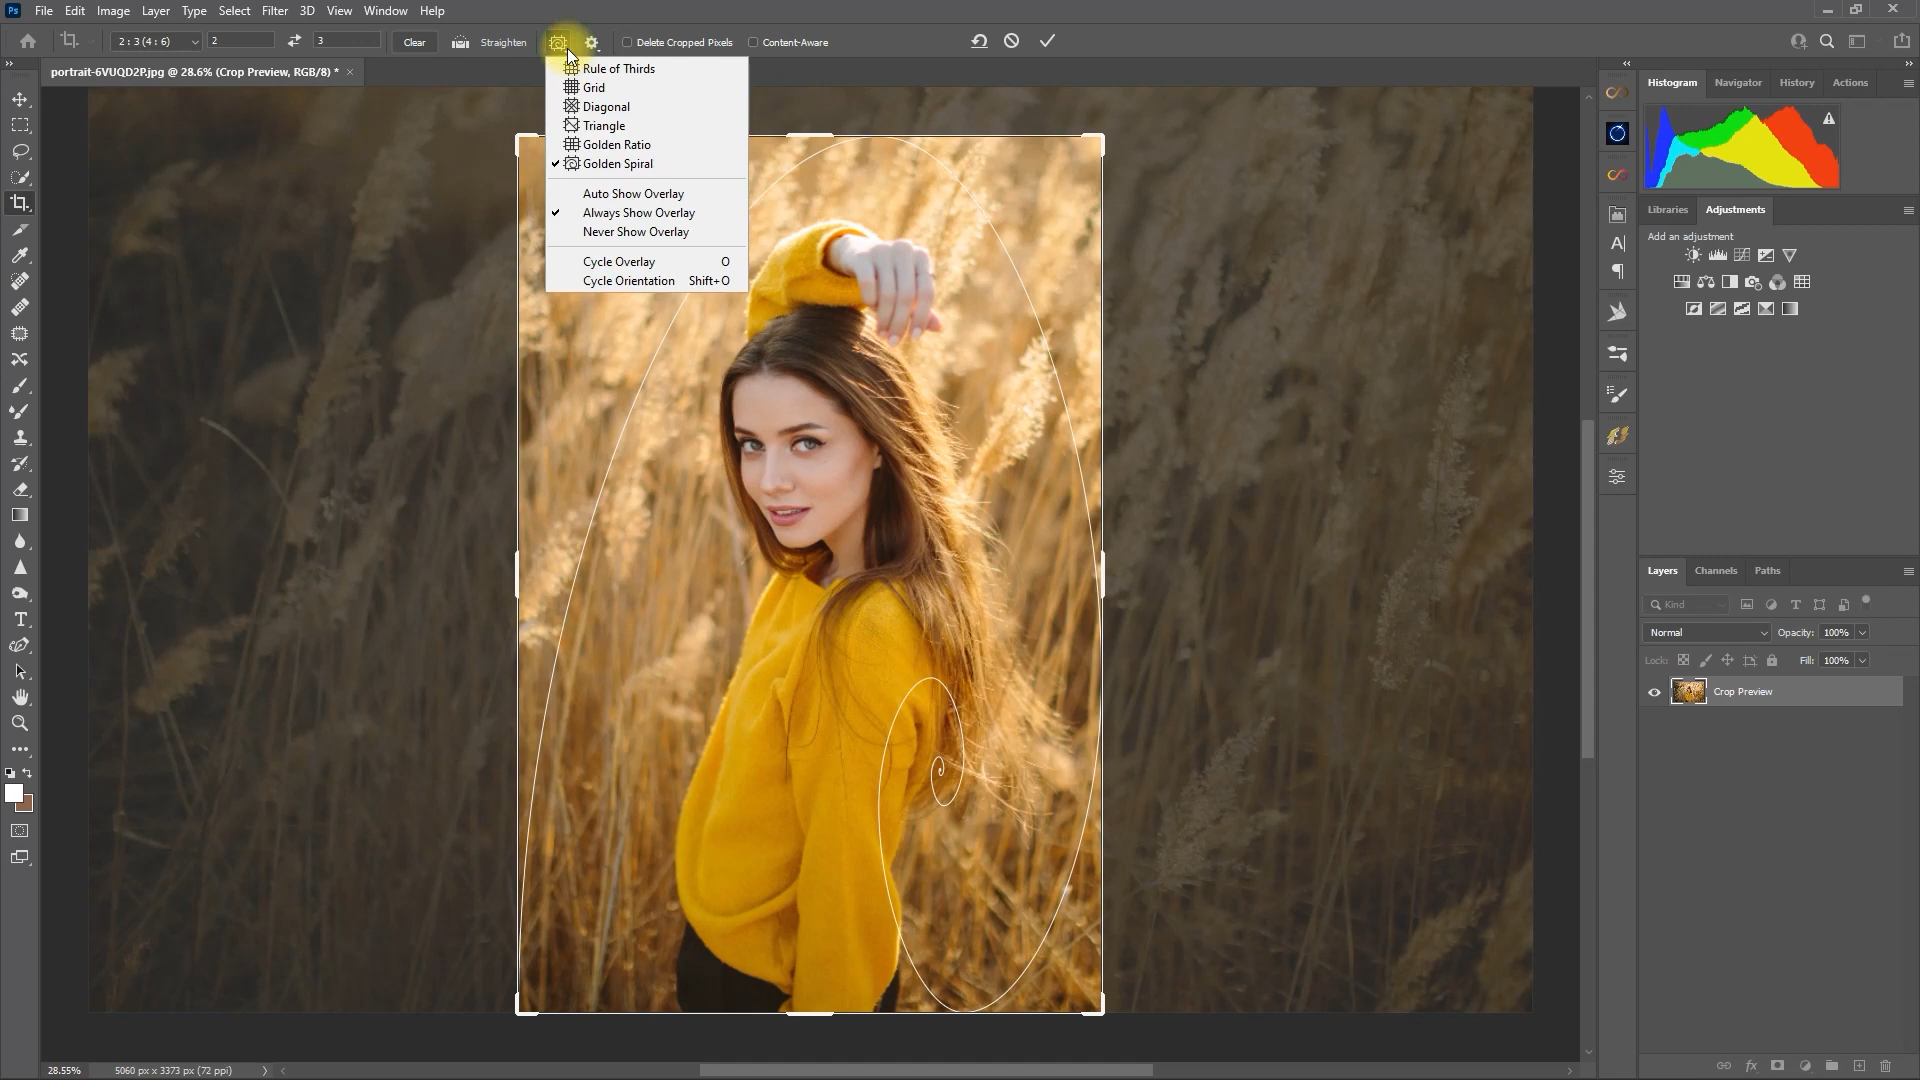 Ps File Edit Image Layer Type Select Filter 3D View Window Help
2 : 3 (4 : 6) 2 3 Clear Straighten Delete Cropped Pixels Content-Aware
portrait-6VUQD2P.jpg @ 28.6% (Crop Preview, RGB/8) *
Rule of Thirds
Grid
Diagonal
Triangle
Golden Ratio
Golden Spiral
Auto Show Overlay
Always Show Overlay
Never Show Overlay
Cycle Overlay O
Cycle Orientation Shift+O
Histogram Navigator History Actions
Libraries Adjustments
Add an adjustment
Layers Channels Paths
Kind
Normal Opacity: 100%
Lock: Fill: 100%
Crop Preview
28.55% 5060 px x 3373 px (72 ppi)